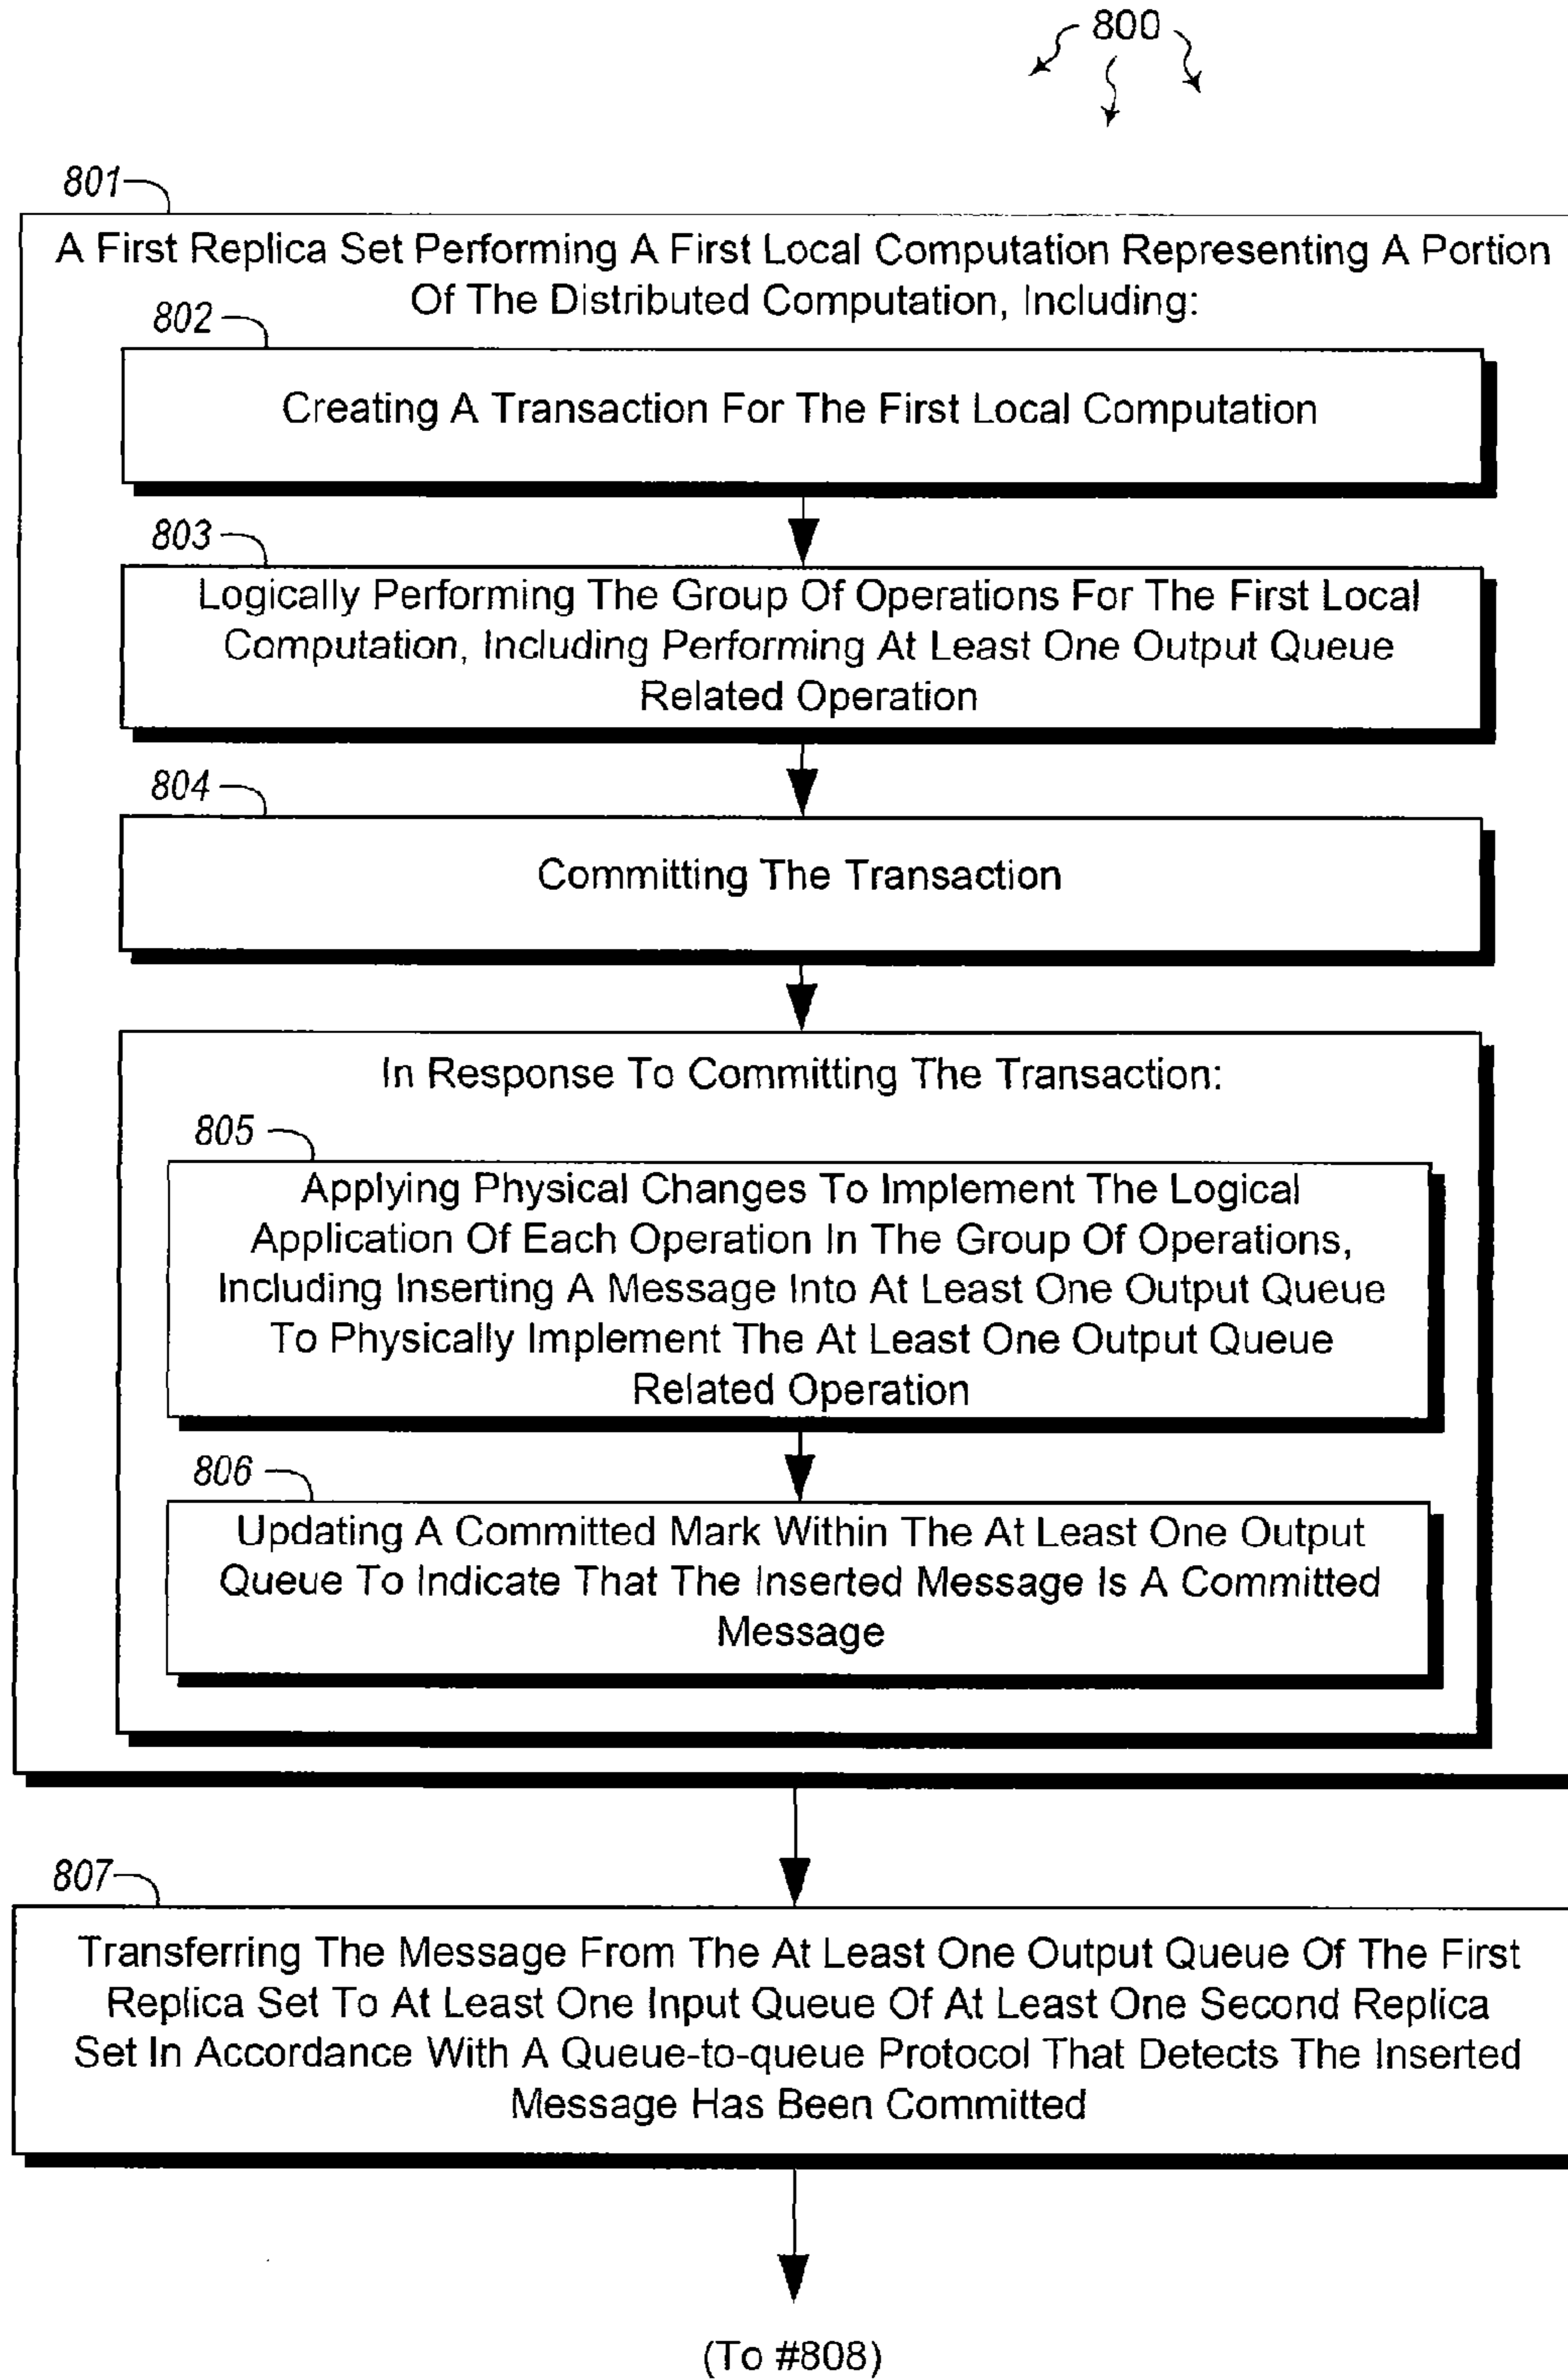 800
801
A First Replica Set Performing A First Local Computation Representing A Portion
Of The Distributed Computation, Including:
802
Creating A Transaction For The First Local Computation
803
Logically Performing The Group Of Operations For The First Local
Computation, Including Performing At Least One Output Queue
Related Operation
804
Committing The Transaction
In Response To Committing The Transaction:
805
Applying Physical Changes To Implement The Logical
Application Of Each Operation In The Group Of Operations,
Including Inserting A Message Into At Least One Output Queue
To Physically Implement The At Least One Output Queue
Related Operation
806
Updating A Committed Mark Within The At Least One Output
Queue To Indicate That The Inserted Message Is A Committed
Message
807
Transferring The Message From The At Least One Output Queue Of The First
Replica Set To At Least One Input Queue Of At Least One Second Replica
Set In Accordance With A Queue-to-queue Protocol That Detects The Inserted
Message Has Been Committed
(To #808)